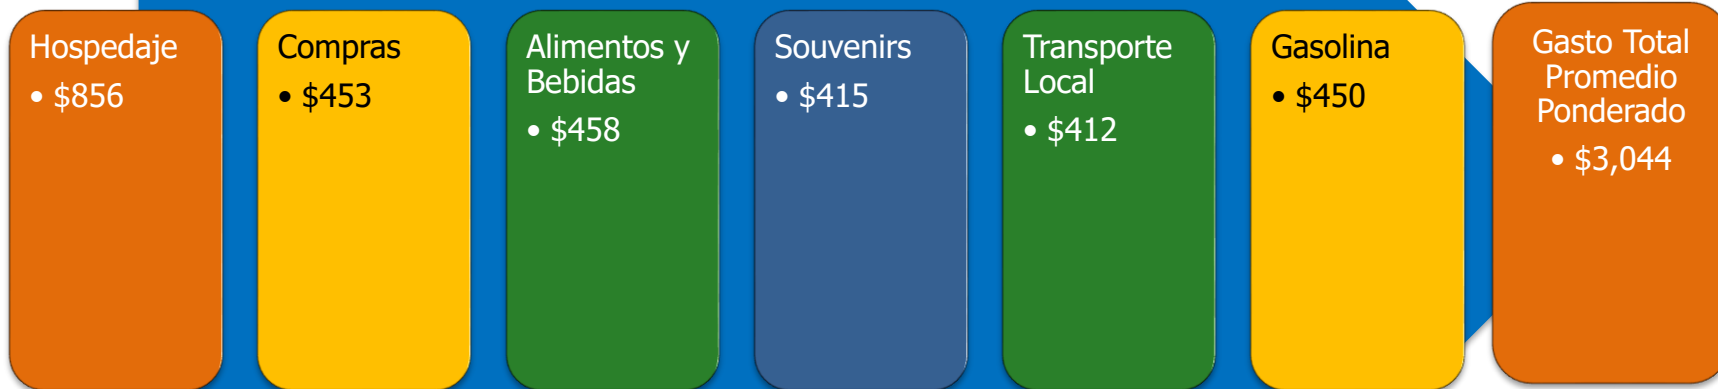 Hospedaje
• $856
Compras
• $453
Alimentos y
Bebidas
• $458
Souvenirs
• $415
Transporte
Local
• $412
Gasolina
• $450
Gasto Total
Promedio
Ponderado
• $3,044